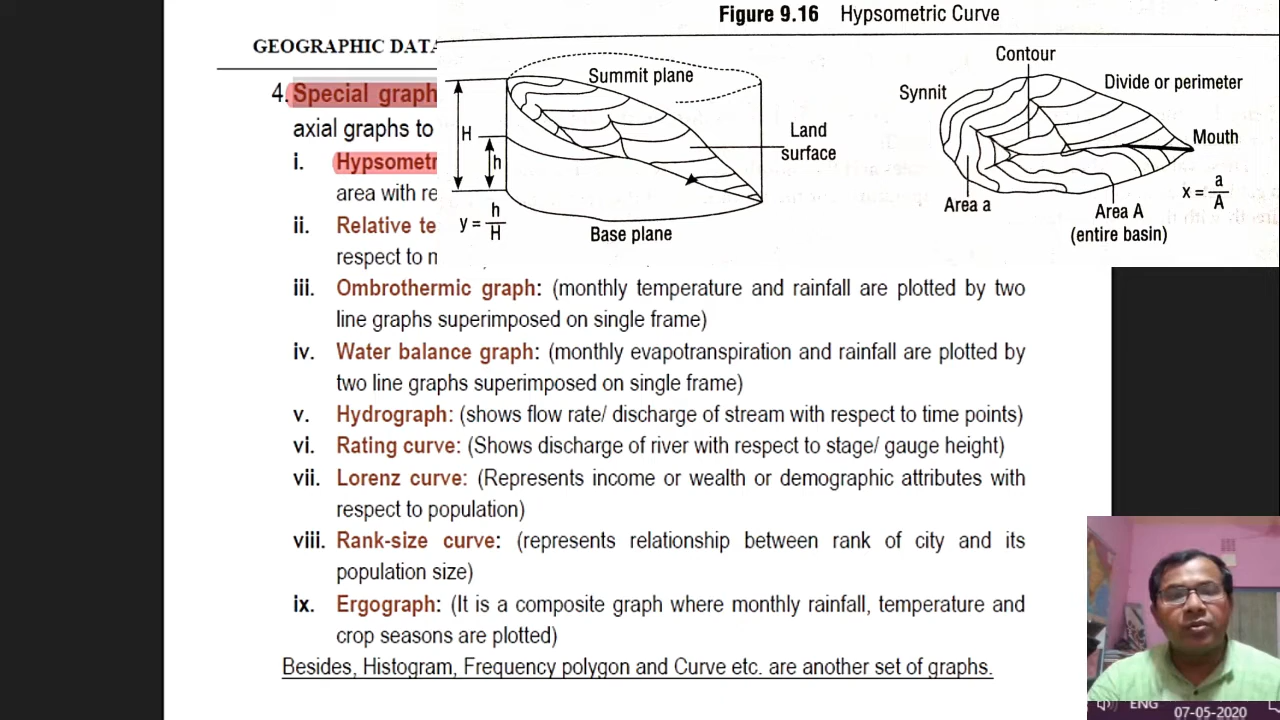 Figure 9.16 Hypsometric Curve
GEOGRAPHIC DATA
4. Special graph
axial graphs to
i. Hypsometr
area with re
ii. Relative te
respect to
Summit plane
H
h
Land
surface
y = h/H
Base plane
Contour
Synnit
Divide or perimeter
Mouth
Area a
Area A
(entire basin)
x = a/A
iii. Ombrothermic graph: (monthly temperature and rainfall are plotted by two
line graphs superimposed on single frame)
iv. Water balance graph: (monthly evapotranspiration and rainfall are plotted by
two line graphs superimposed on single frame)
v. Hydrograph: (shows flow rate/ discharge of stream with respect to time points)
vi. Rating curve: (Shows discharge of river with respect to stage/ gauge height)
vii. Lorenz curve: (Represents income or wealth or demographic attributes with
respect to population)
viii. Rank-size curve: (represents relationship between rank of city and its
population size)
ix. Ergograph: (It is a composite graph where monthly rainfall, temperature and
crop seasons are plotted)
Besides, Histogram, Frequency polygon and Curve etc. are another set of graphs.
ENG
07-05-2020